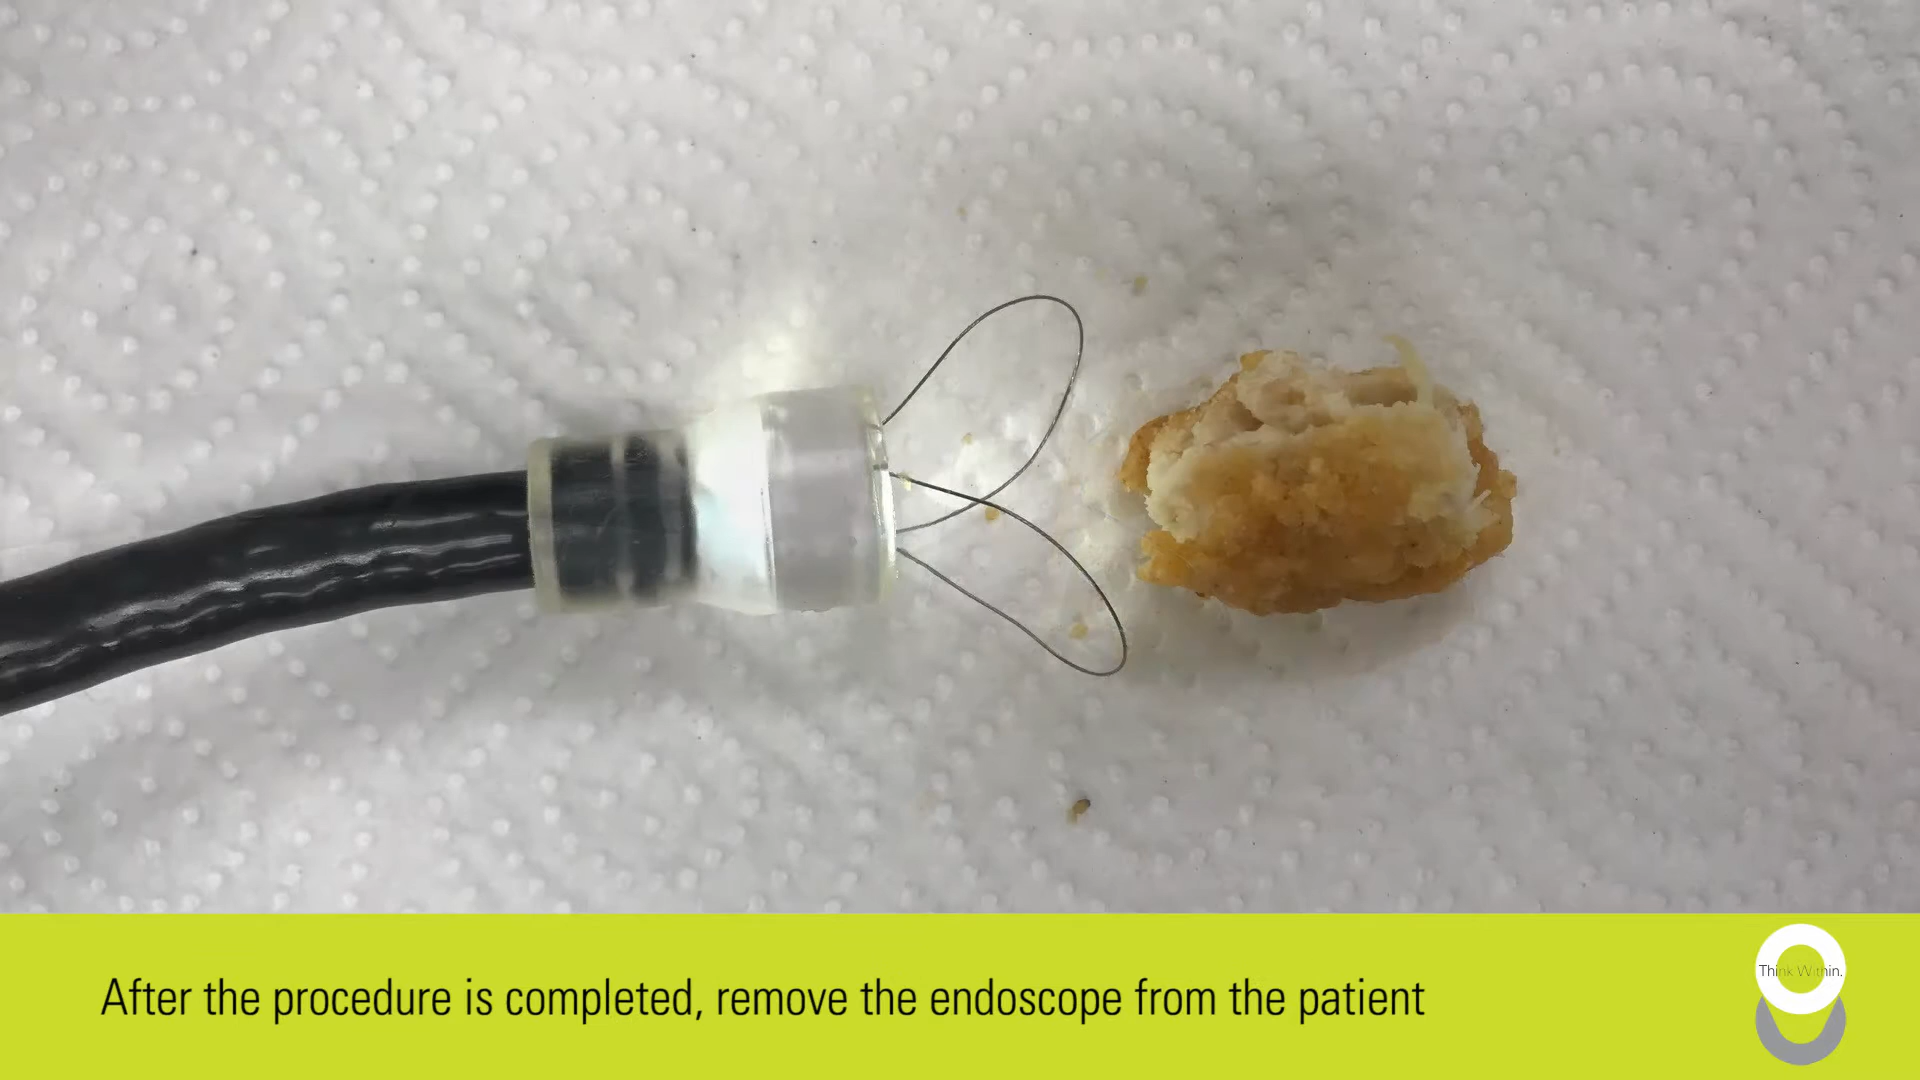 After the procedure is completed, remove the endoscope from the patient
Think Within.